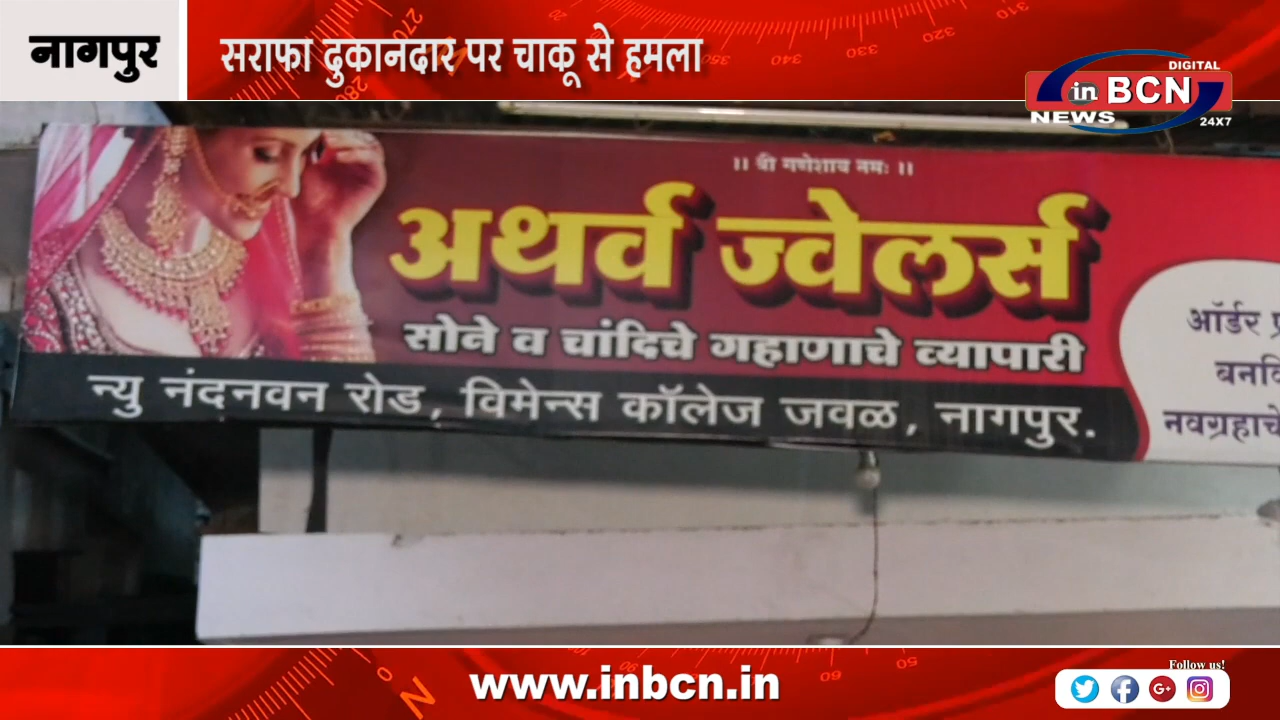 नागपुर
सराफा दुकानदार पर चाकू से हमला
DIGITAL
in BCN
NEWS 24X7
।। श्री गणेशाय नमः ।।
अथर्व ज्वेलर्स
सोने व चांदिचे गहाणाचे व्यापारी
न्यु नंदनवन रोड, विमेन्स कॉलेज जवळ, नागपुर.
ऑर्डर
नवग्रहाचे
www.inbcn.in
Follow us!